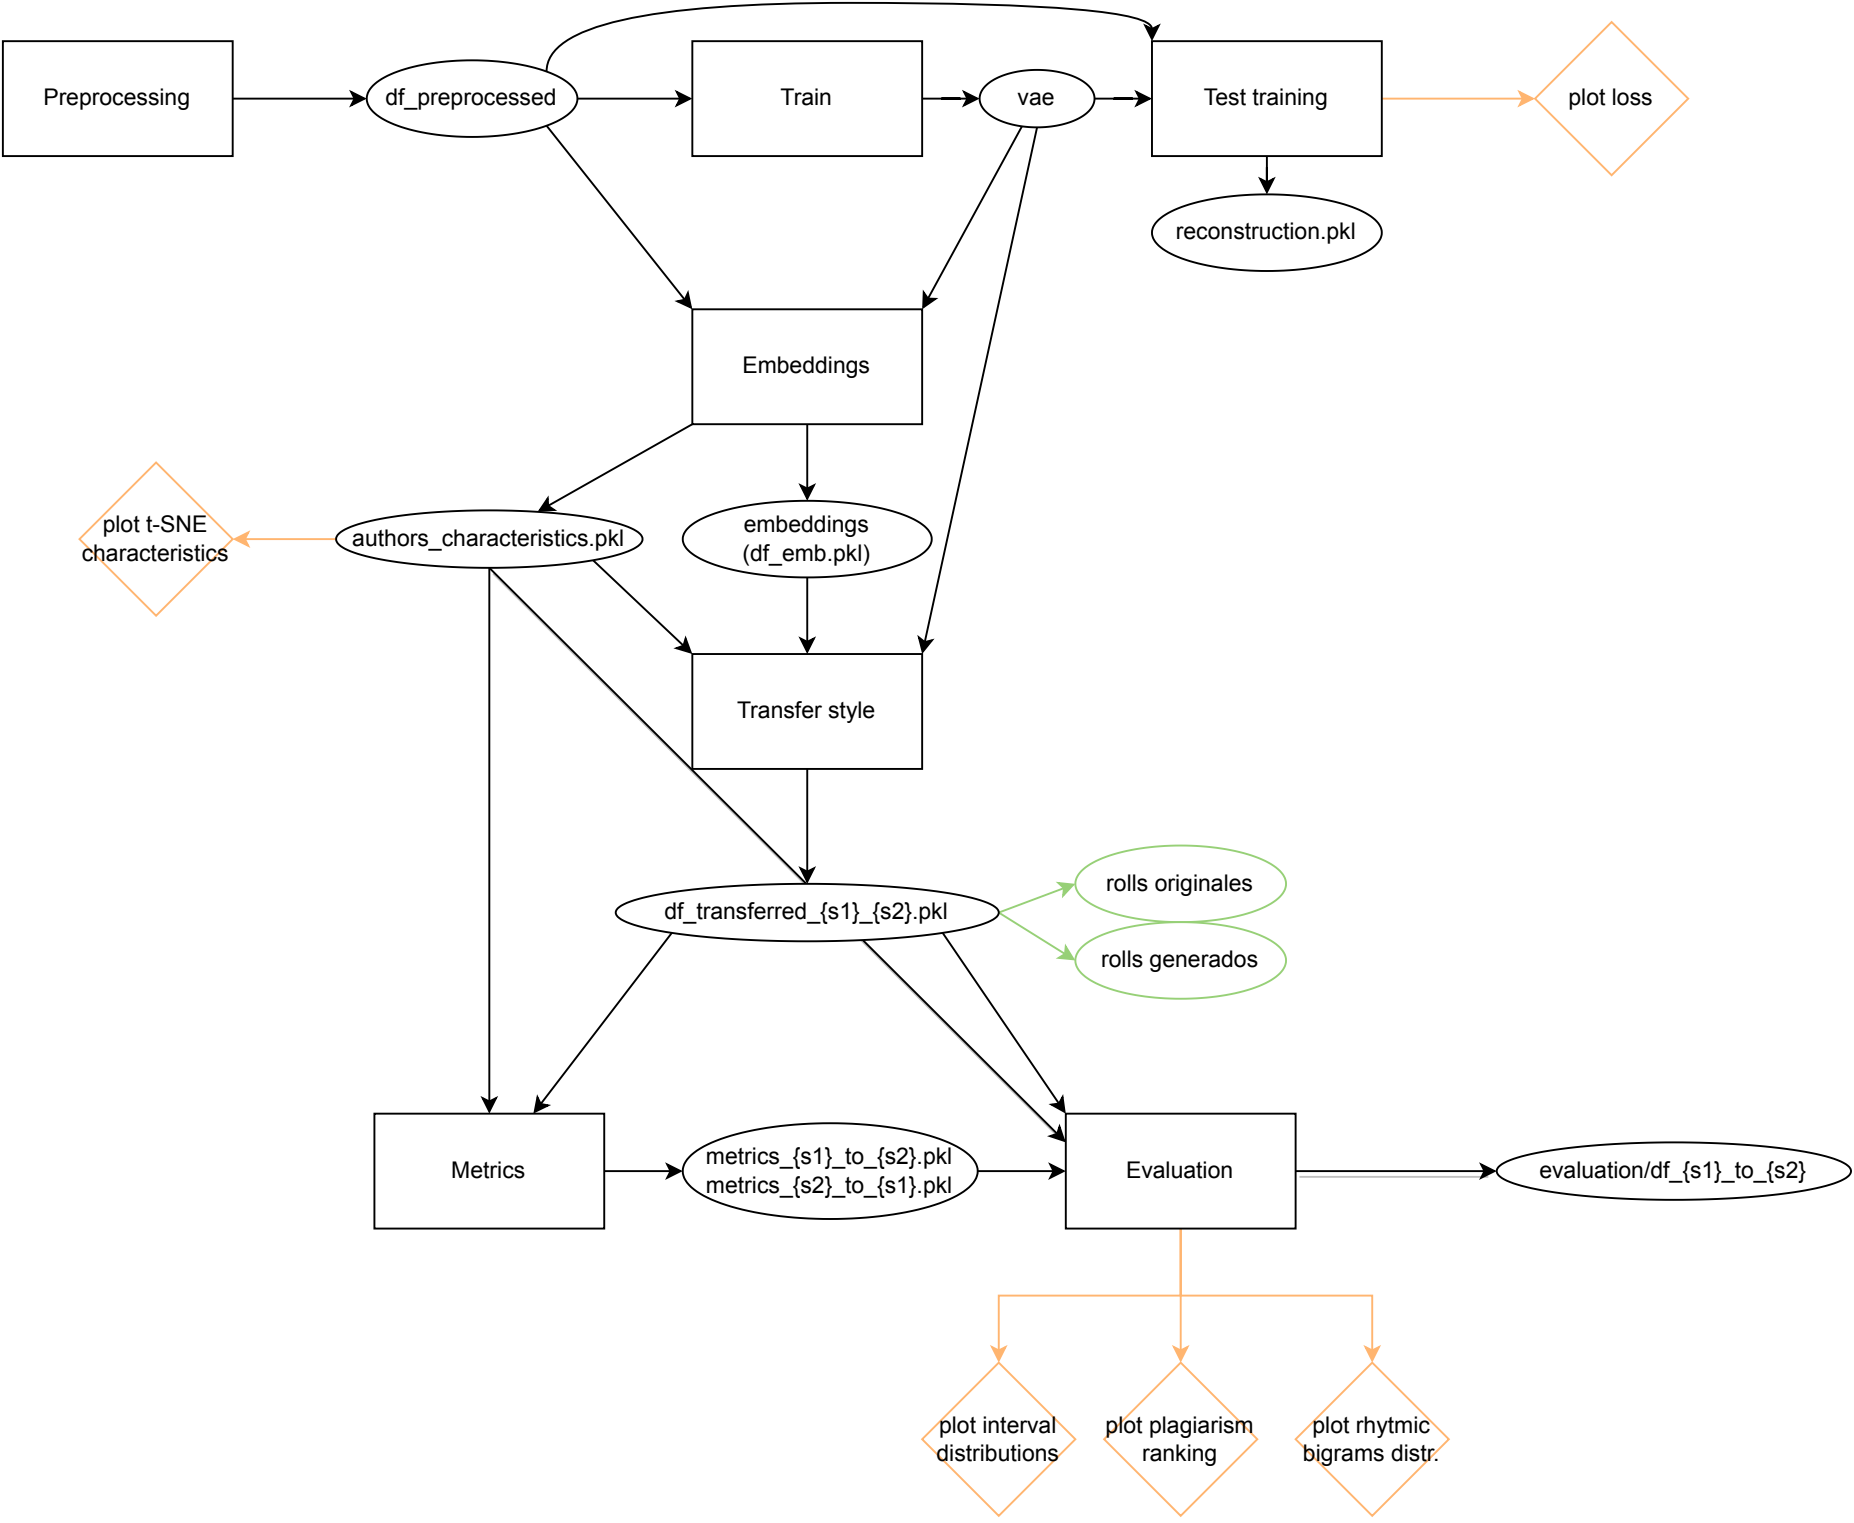 Preprocessing
df_preprocessed
Train
vae
Test training
plot loss
reconstruction.pkl
Embeddings
plot t-SNE
characteristics
authors_characteristics.pkl
embeddings
(df_emb.pkl)
Transfer style
df_transferred_{s1}_{s2}.pkl
rolls originales
rolls generados
Metrics
metrics_{s1}_to_{s2}.pkl
metrics_{s2}_to_{s1}.pkl
Evaluation
evaluation/df_{s1}_to_{s2}
plot interval
distributions
plot plagiarism
ranking
plot rhytmic
bigrams distr.